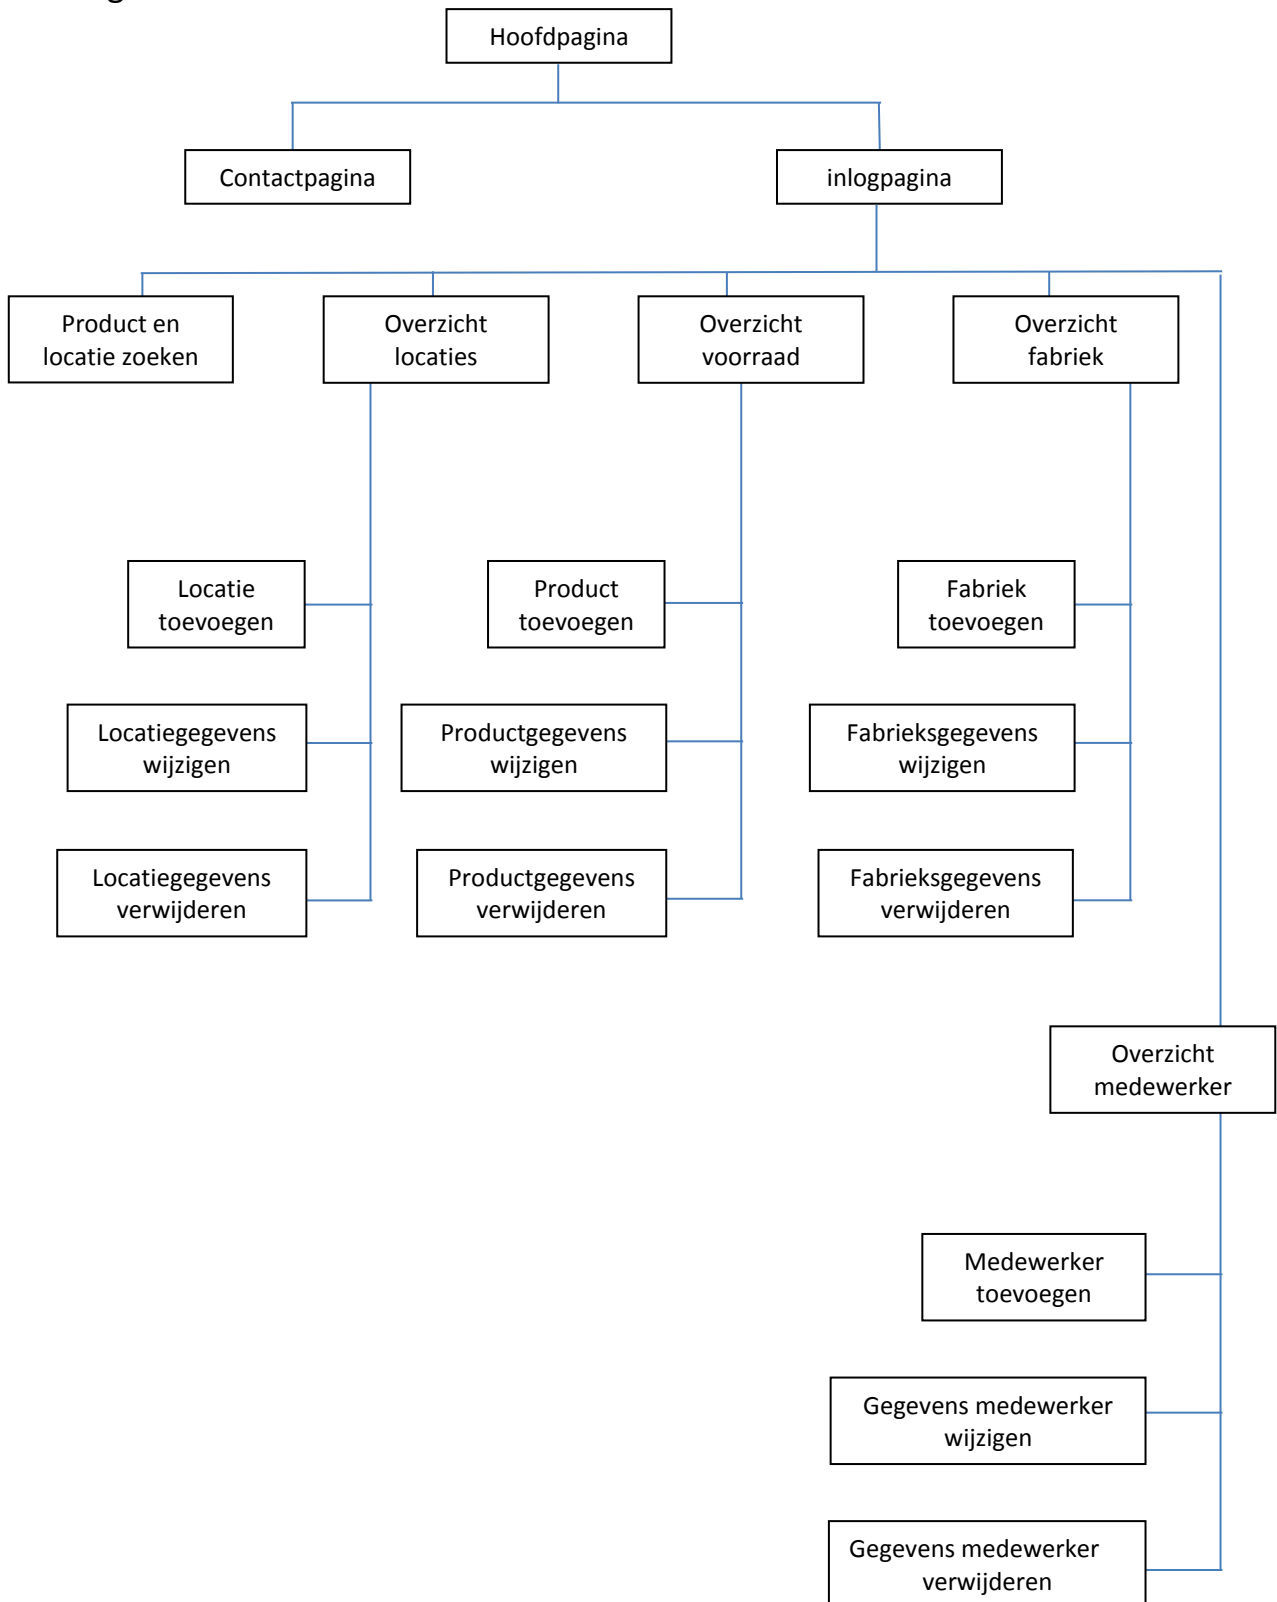 Hoofdpagina
Contactpagina
inlogpagina
Product en
locatie zoeken
Overzicht
locaties
Overzicht
voorraad
Overzicht
fabriek
Locatie
toevoegen
Product
toevoegen
Fabriek
toevoegen
Locatiegegevens
wijzigen
Productgegevens
wijzigen
Fabrieksgegevens
wijzigen
Locatiegegevens
verwijderen
Productgegevens
verwijderen
Fabrieksgegevens
verwijderen
Overzicht
medewerker
Medewerker
toevoegen
Gegevens medewerker
wijzigen
Gegevens medewerker
verwijderen